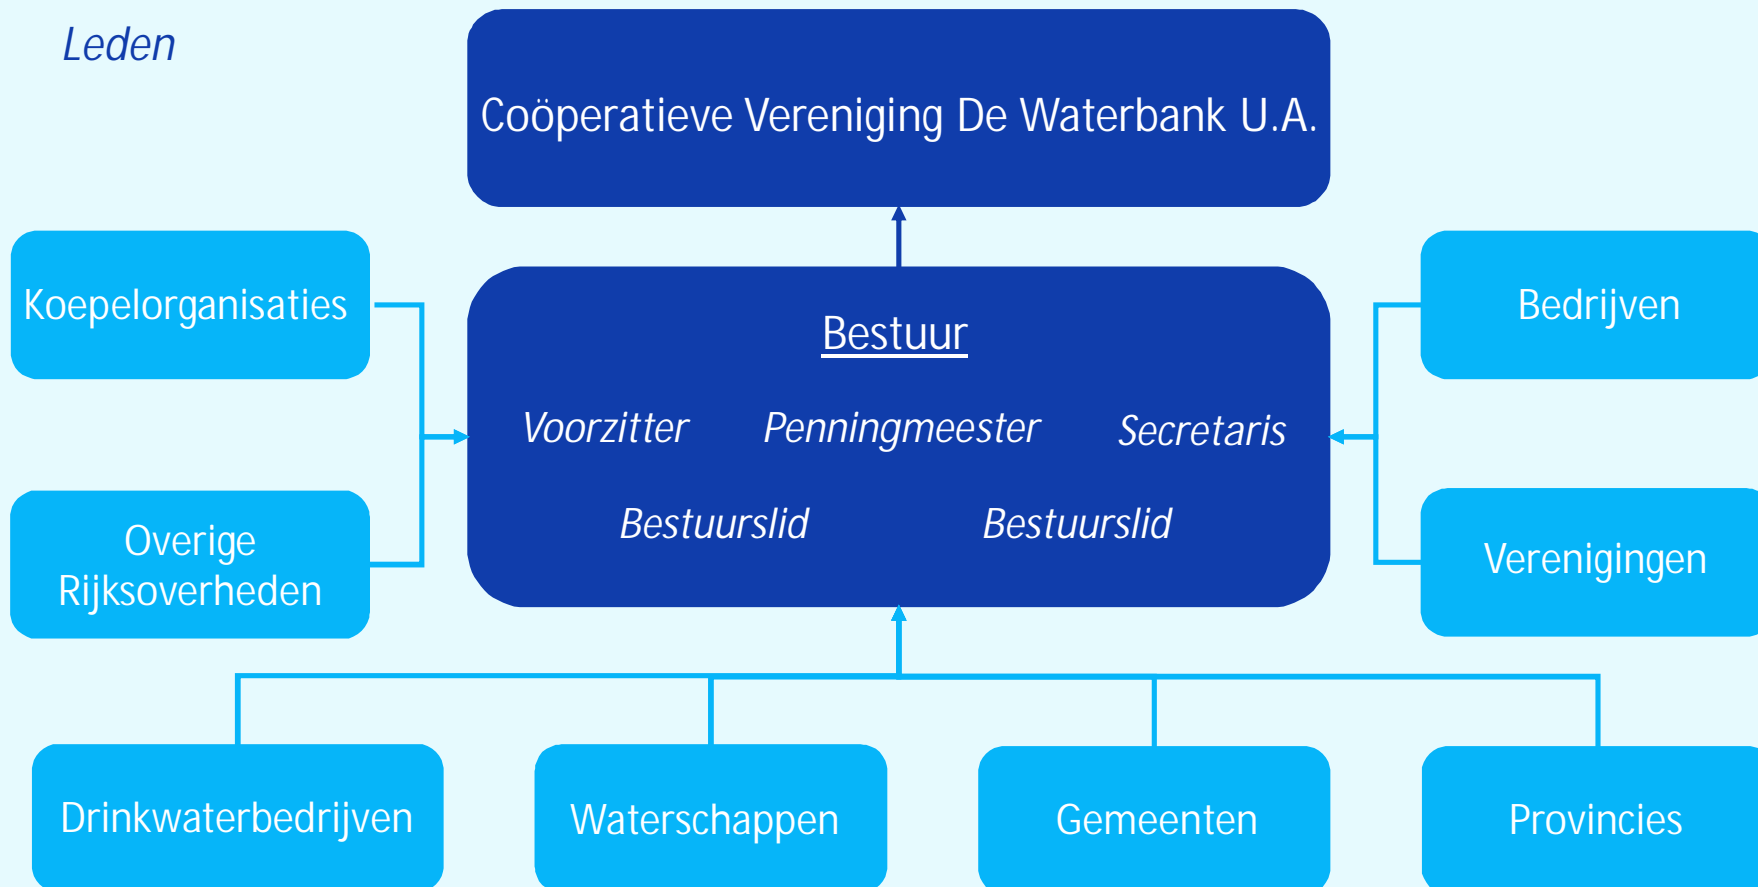 Leden
Coöperatieve Vereniging De Waterbank U.A.
Koepelorganisaties
Bedrijven
Bestuur
Voorzitter Penningmeester Secretaris
Bestuurslid Bestuurslid
Overige
Rijksoverheden
Verenigingen
Drinkwaterbedrijven
Waterschappen
Gemeenten
Provincies